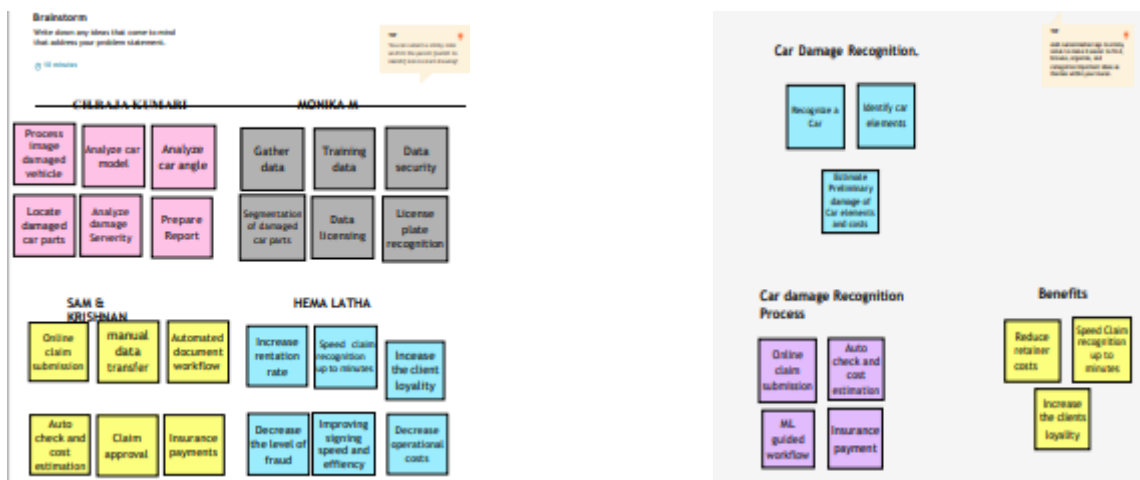 Brainstorm
Write down any ideas that come to mind
that address your problem statement.
10 minutes
MONIKA M
Process
image
damaged
vehicle
Analyze car
model
Analyze
car angle
Gather
data
Training
data
Data
security
Locate
damaged
car parts
Analyze
damage
Serverity
Prepare
Report
Segmentation
of damaged
car parts
Data
licensing
License
plate
recognition
SAM &
KRISHNAN
HEMA LATHA
Online
claim
submission
manual
data
transfer
Automated
document
workflow
Increase
rentation
rate
Speed claim
recognition
up to minutes
Incease
the client
loyality
Auto
check and
cost
estimation
Claim
approval
Insurance
payments
Decrease
the level of
fraud
Improving
signing
speed and
effiency
Decrease
operational
costs
Car Damage Recognition.
Recognize a
Car
Identify car
elements
Estimate
Preliminary
damage of
Car elements
and costs
Car damage Recognition
Process
Online
claim
submission
Auto
check and
cost
estimation
ML
guided
workflow
Insurance
payment
Benefits
Reduce
retainer
costs
Speed Claim
recognition
up to
minutes
Increase
the clients
loyality